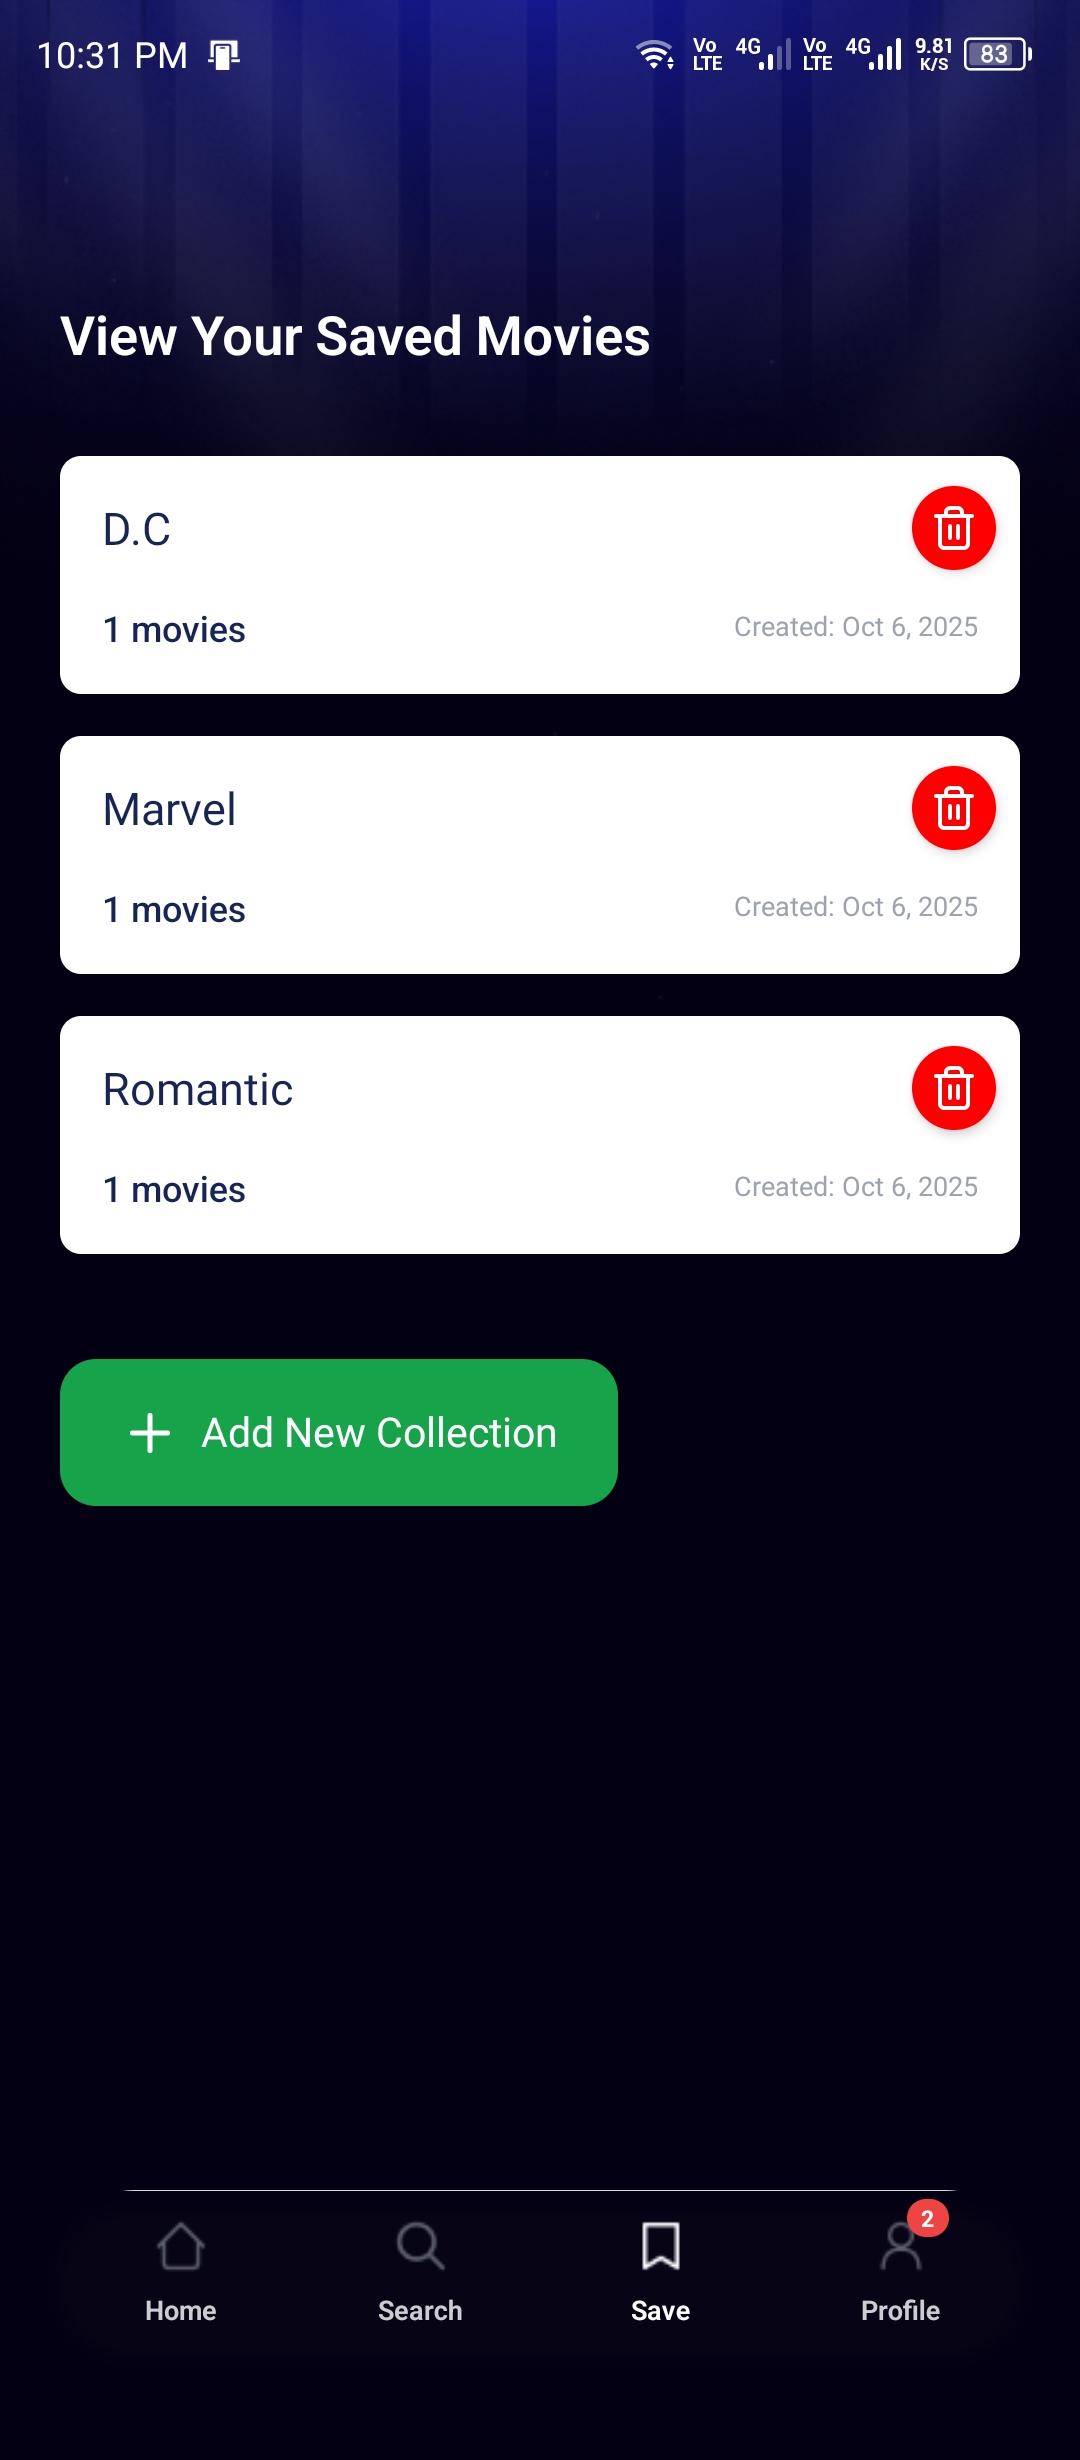 10:31 PM Vo LTE 4G Vo LTE 4G 9.81 K/S 83
View Your Saved Movies
D.C
1 movies Created: Oct 6, 2025
Marvel
1 movies Created: Oct 6, 2025
Romantic
1 movies Created: Oct 6, 2025
Add New Collection
2
Home Search Save Profile